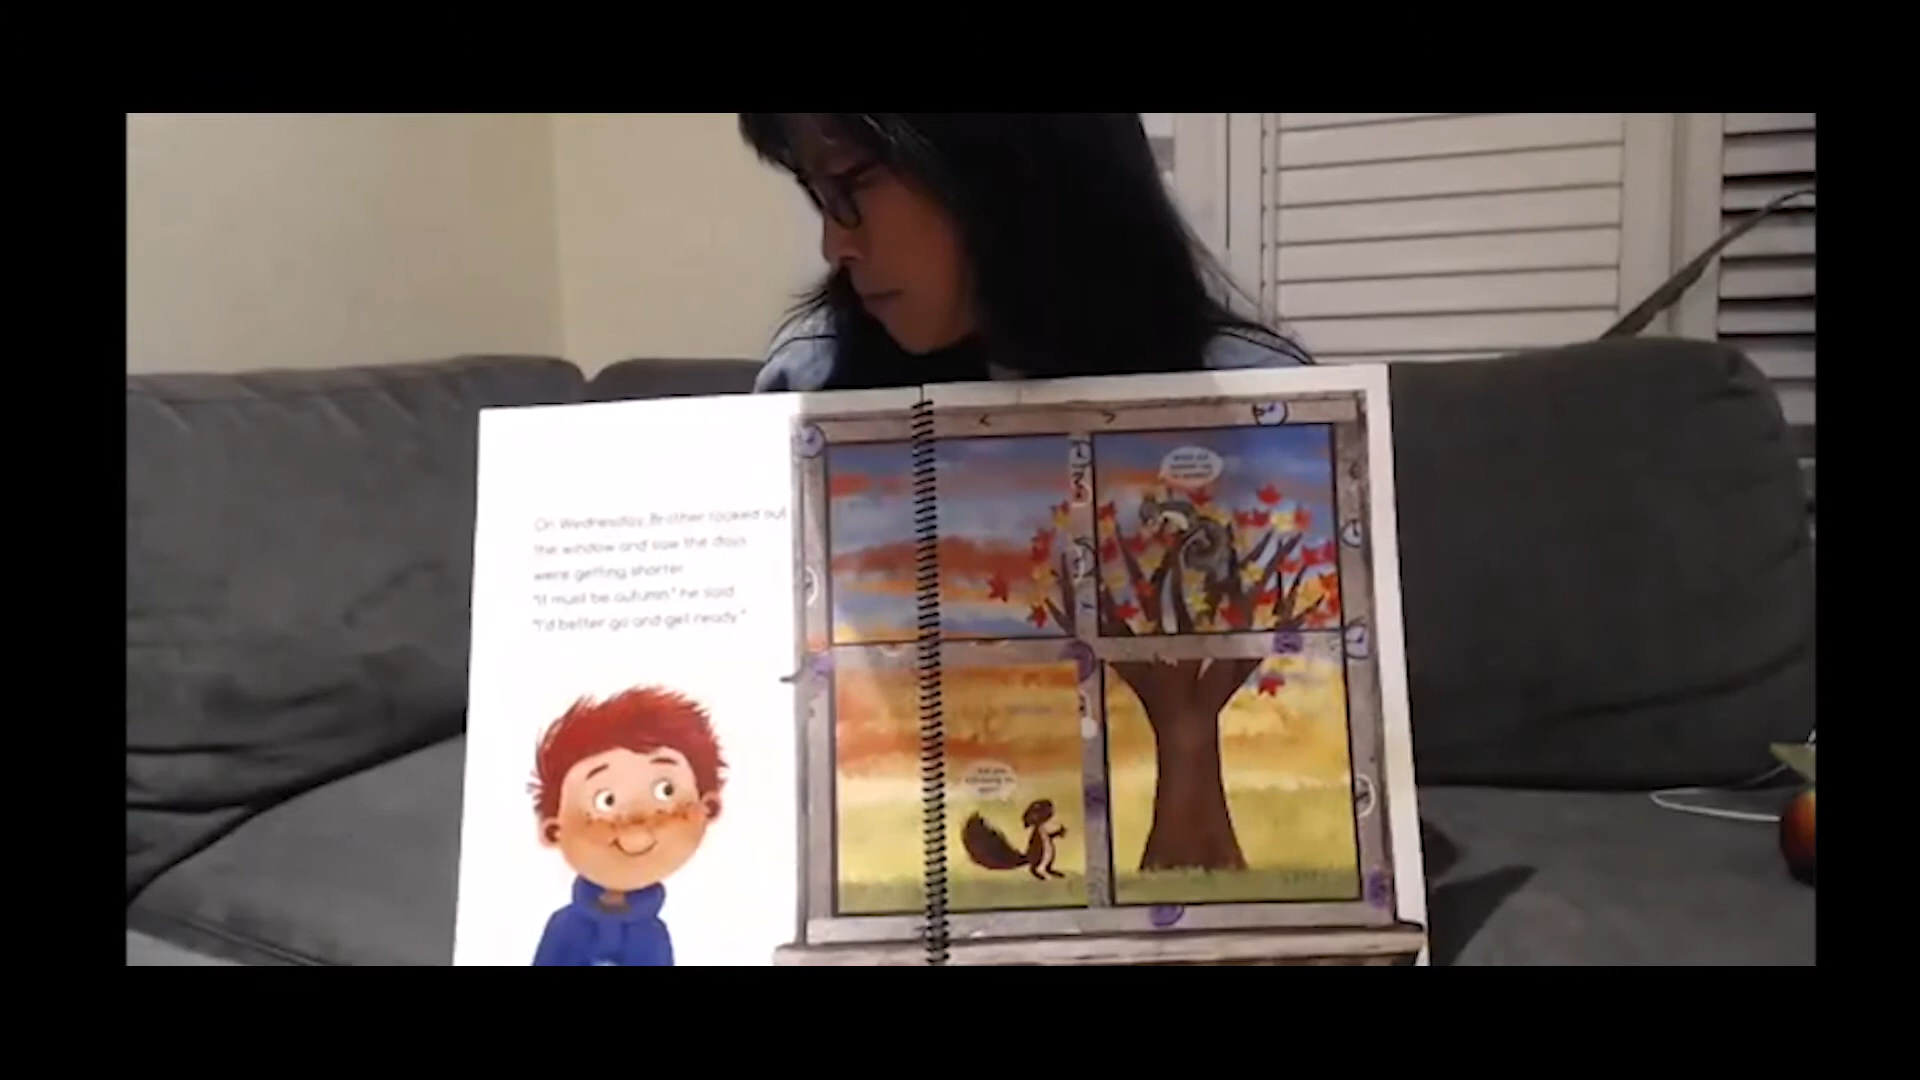 On Wednesday, Brother looked out
the window and saw the days
were getting shorter.
"It must be autumn," he said.
"I'd better go and get ready."